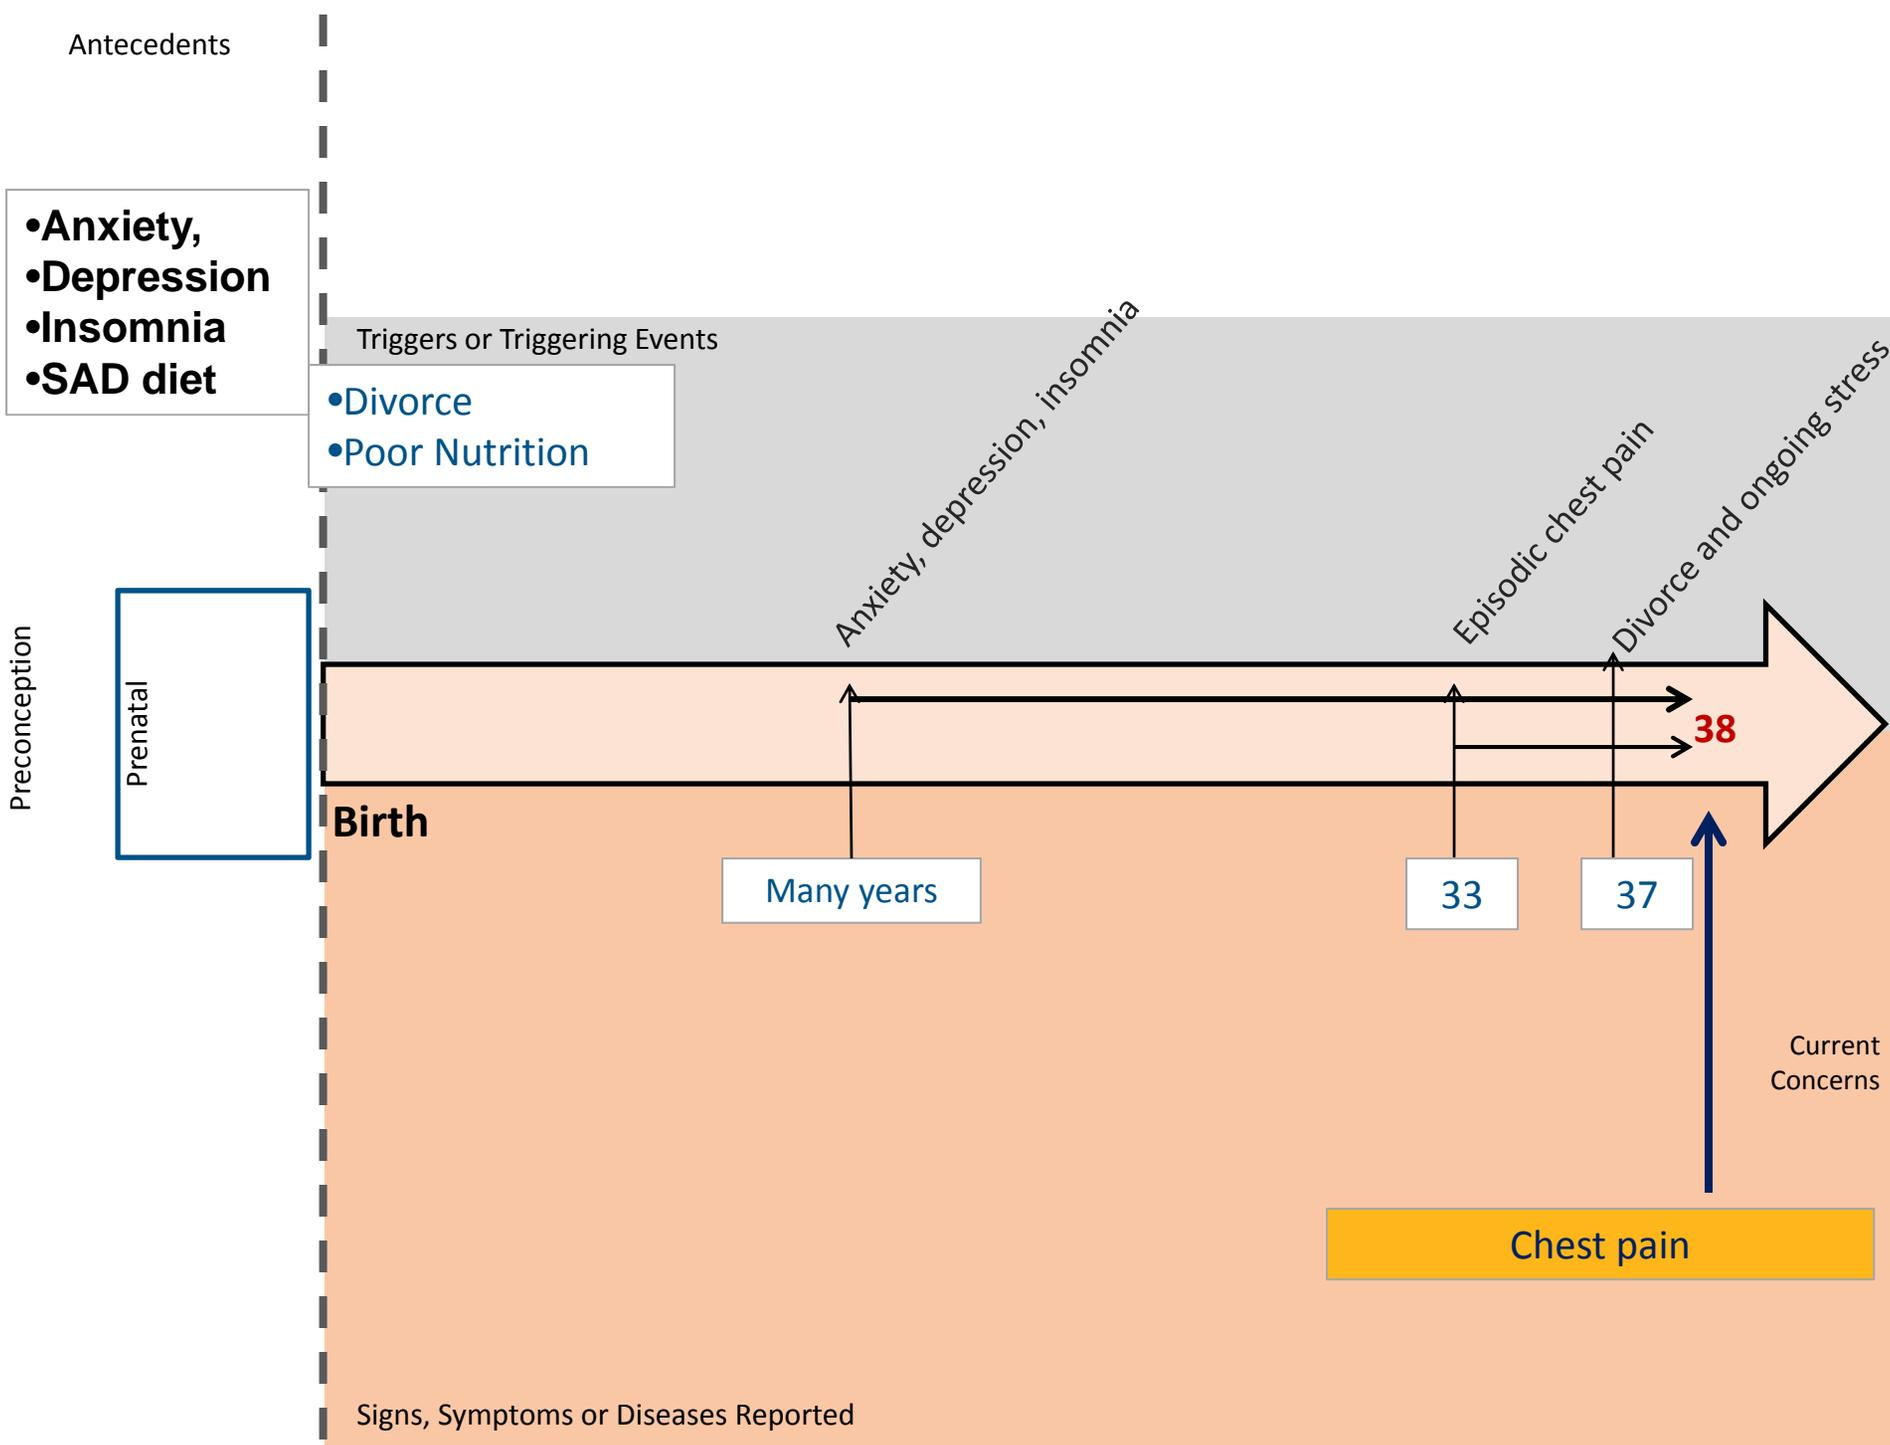 Antecedents
•Anxiety,
•Depression
•Insomnia
•SAD diet
Triggers or Triggering Events
•Divorce
•Poor Nutrition
Anxiety, depression, insomnia
Episodic chest pain
Divorce and ongoing stress
Preconception
Prenatal
38
Birth
Many years
33
37
Current
Concerns
Chest pain
Signs, Symptoms or Diseases Reported